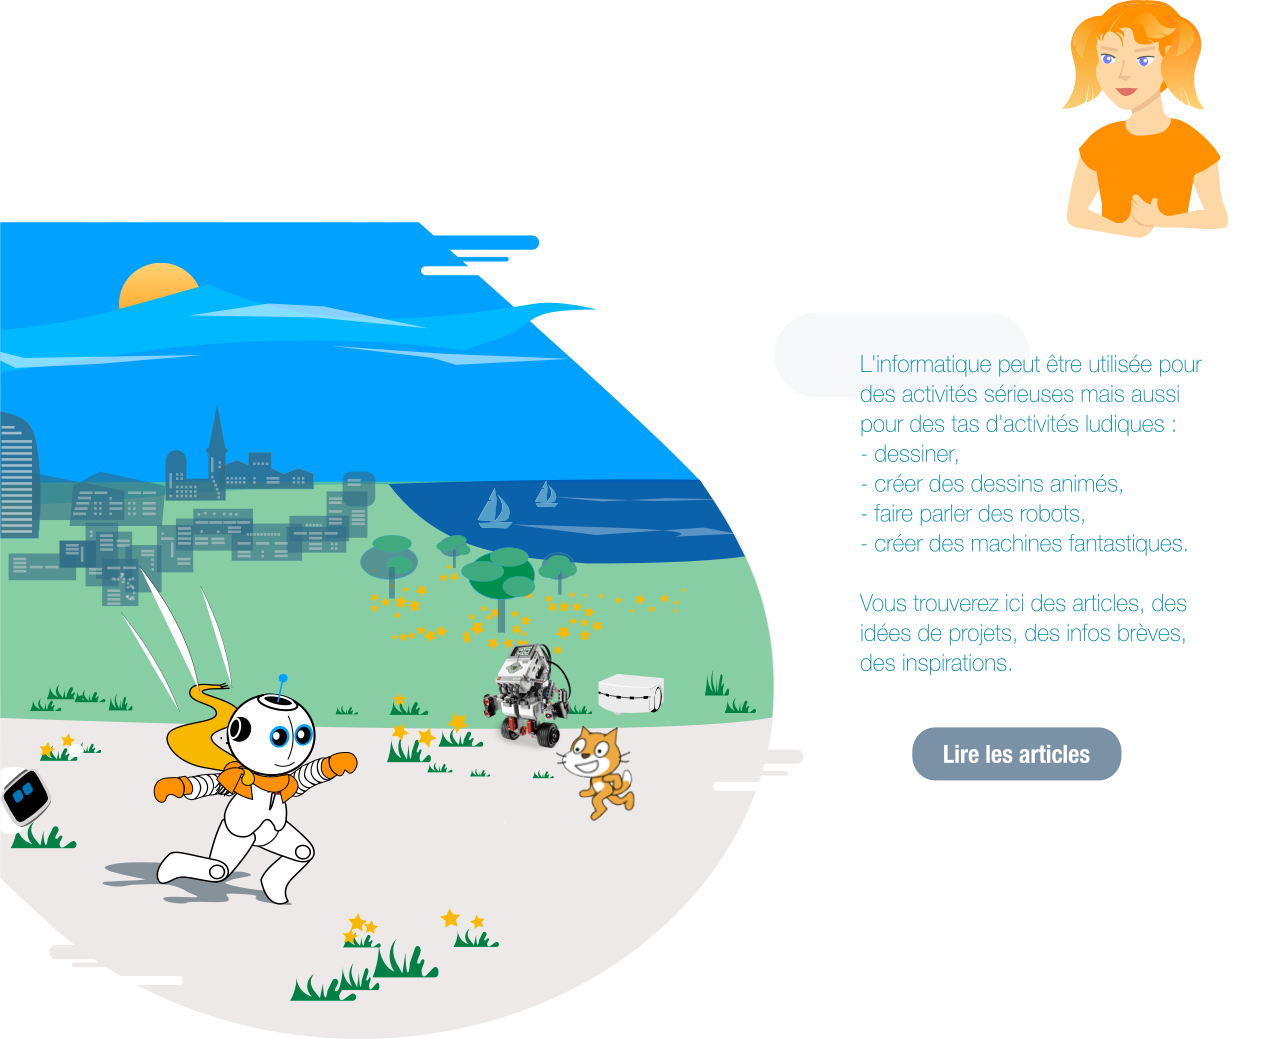 L'informatique peut être utilisée pour
des activités sérieuses mais aussi
pour des tas d'activités ludiques :
- dessiner,
- créer des dessins animés,
- faire parler des robots,
- créer des machines fantastiques.
Vous trouverez ici des articles, des
idées de projets, des infos brèves,
des inspirations.
Lire les articles